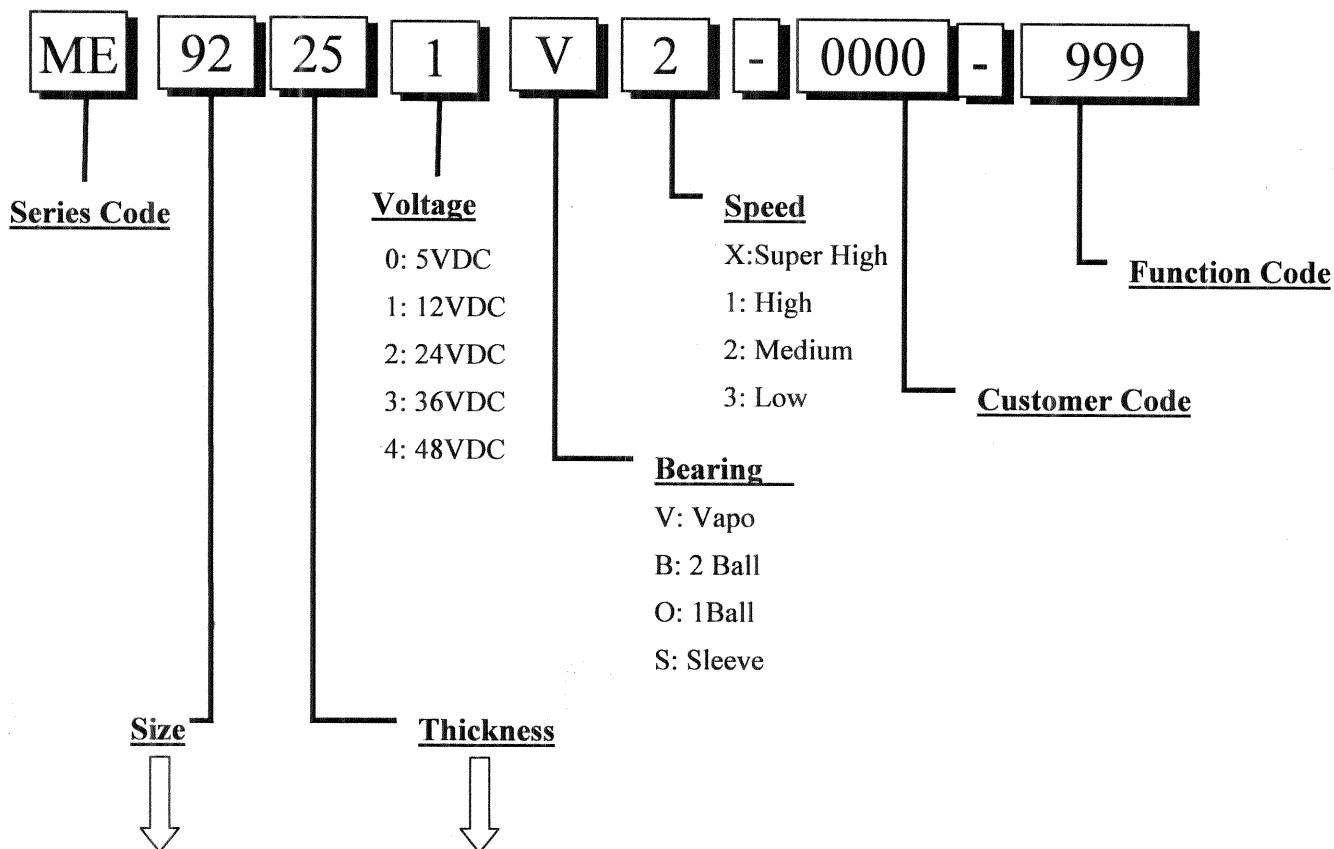 ME 92 25 1 V 2 - 0000 - 999
Series Code
Voltage
0: 5VDC
1: 12VDC
2: 24VDC
3: 36VDC
4: 48VDC
Speed
X:Super High
1: High
2: Medium
3: Low
Function Code
Customer Code
Bearing
V: Vapo
B: 2 Ball
O: 1Ball
S: Sleeve
Size
Thickness